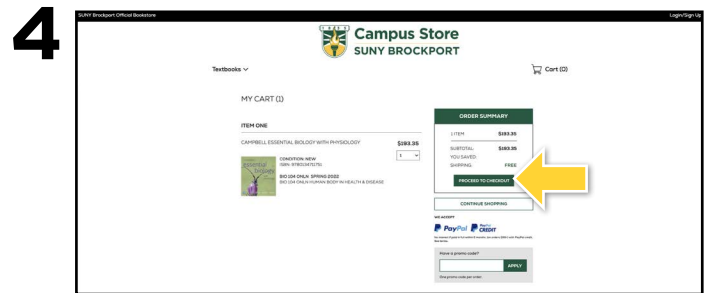 4
SUNY Brockport Official Bookstore
Login/Sign Up
Campus Store
SUNY BROCKPORT
Textbooks
Cart (0)
MY CART (1)
ITEM ONE
CAMPBELL ESSENTIAL BIOLOGY WITH PHYSIOLOGY
$193.35
1
CONDITION: NEW
BIO 104 ONLN SPRING 2022
BIO 104 ONLN HUMAN BODY IN HEALTH & DISEASE
essential
biology
ORDER SUMMARY
1 ITEM $193.35
SUBTOTAL $193.35
YOU SAVED
SHIPPING FREE
PROCEED TO CHECKOUT
CONTINUE SHOPPING
WE ACCEPT
PayPal PayPal CREDIT
Have a promo code?
APPLY
One promo code per order.